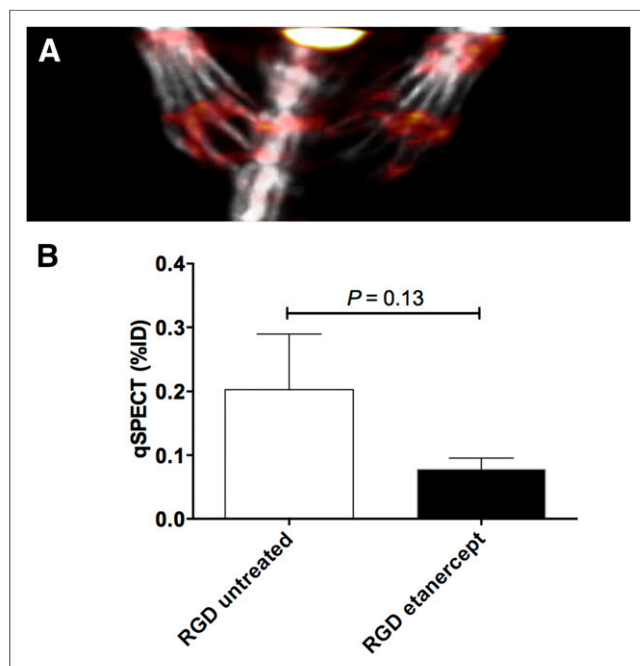 A
B
qSPECT (%ID)
0.4
0.3
0.2
0.1
0.0
P = 0.13
RGD untreated
RGD etanercept